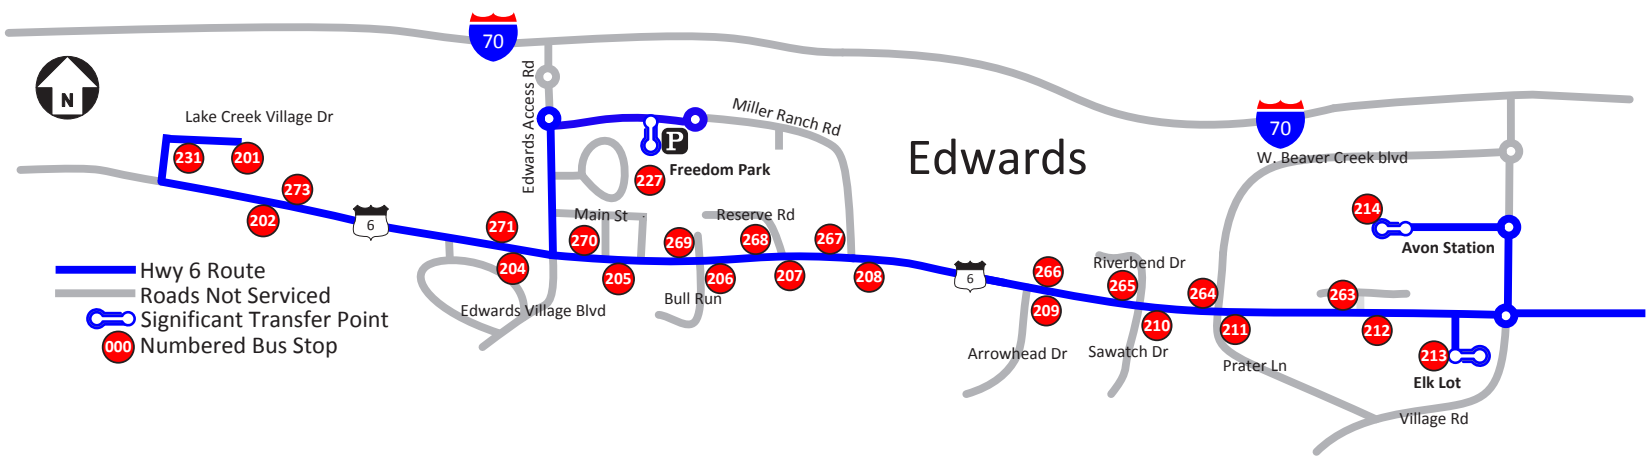 70
N
Edwards Access Rd
Lake Creek Village Dr
231
201
273
202
6
271
204
P
Freedom Park
227
Miller Ranch Rd
Edwards
70
W. Beaver Creek blvd
214
Avon Station
Main St
Reserve Rd
270
269
268
267
205
206
207
208
Bull Run
Edwards Village Blvd
6
266
209
Riverbend Dr
265
264
263
210
211
212
Arrowhead Dr
Sawatch Dr
Prater Ln
213
Elk Lot
Village Rd
Hwy 6 Route
Roads Not Serviced
Significant Transfer Point
000 Numbered Bus Stop